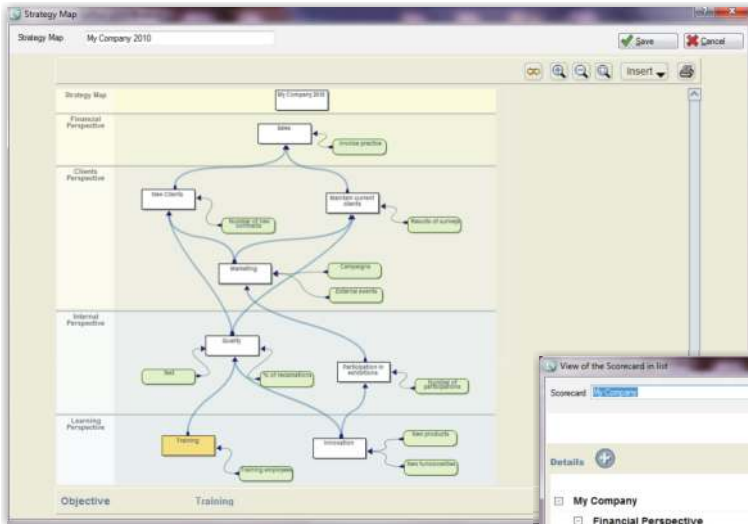 Strategy Map
Strategy Map
My Company 2010
Save
Cancel
Insert
Strategy Map
My Company 2010
Financial
Perspective
Sales
Invoice practice
Clients
Perspective
New Clients
Maintain current
clients
Number of new
contracts
Results of surveys
Marketing
Campaigns
External events
Internal
Perspective
Quality
Participation in
exhibitions
% of reclamations
Number of
participations
Learning
Perspective
Training
Innovation
New products
New funcionalities
Training employees
Objective
Training
View of the Scorecard in list
Scorecard
My Company
Details
My Company
Financial Perspective